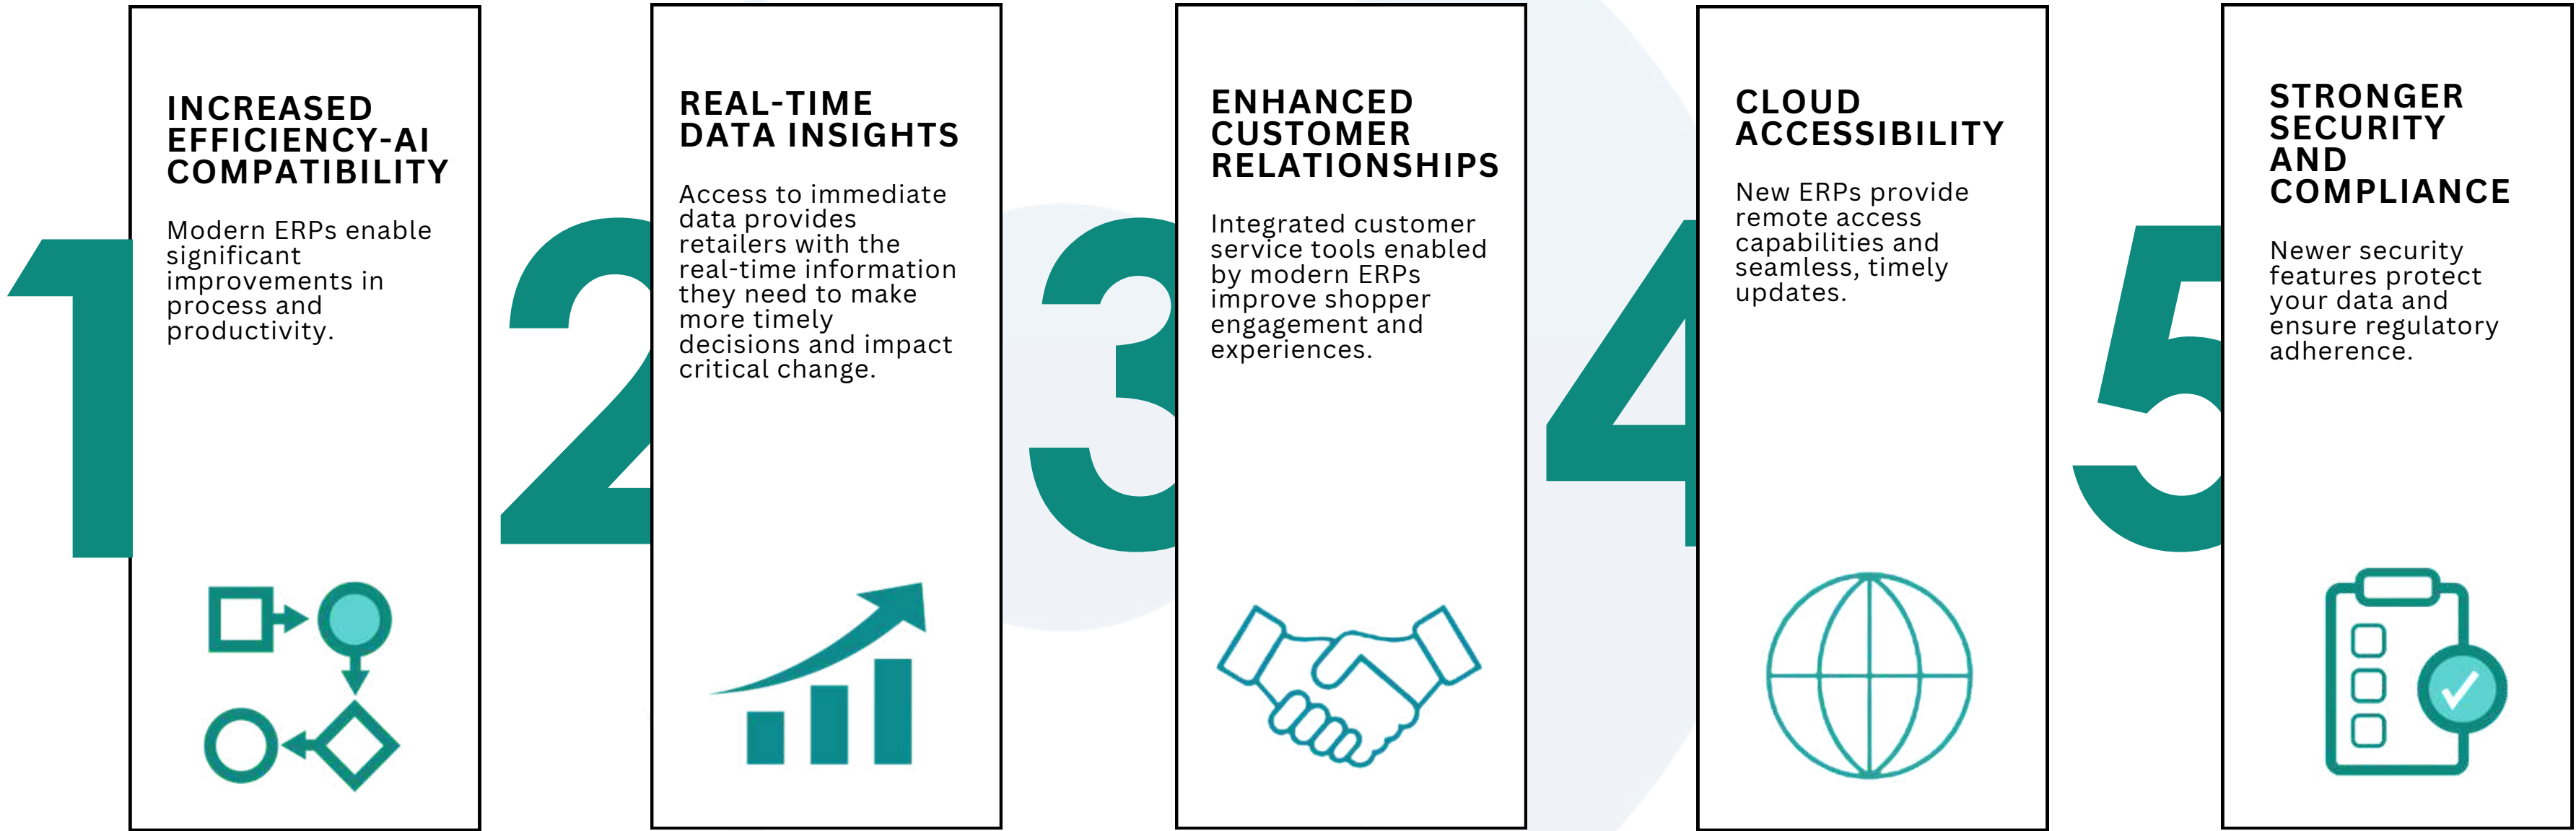 1
INCREASED
EFFICIENCY-AI
COMPATIBILITY
Modern ERPs enable
significant
improvements in
process and
productivity.
2
REAL-TIME
DATA INSIGHTS
Access to immediate
data provides
retailers with the
real-time information
they need to make
more timely
decisions and impact
critical change.
3
ENHANCED
CUSTOMER
RELATIONSHIPS
Integrated customer
service tools enabled
by modern ERPs
improve shopper
engagement and
experiences.
4
CLOUD
ACCESSIBILITY
New ERPs provide
remote access
capabilities and
seamless, timely
updates.
5
STRONGER
SECURITY
AND
COMPLIANCE
Newer security
features protect
your data and
ensure regulatory
adherence.